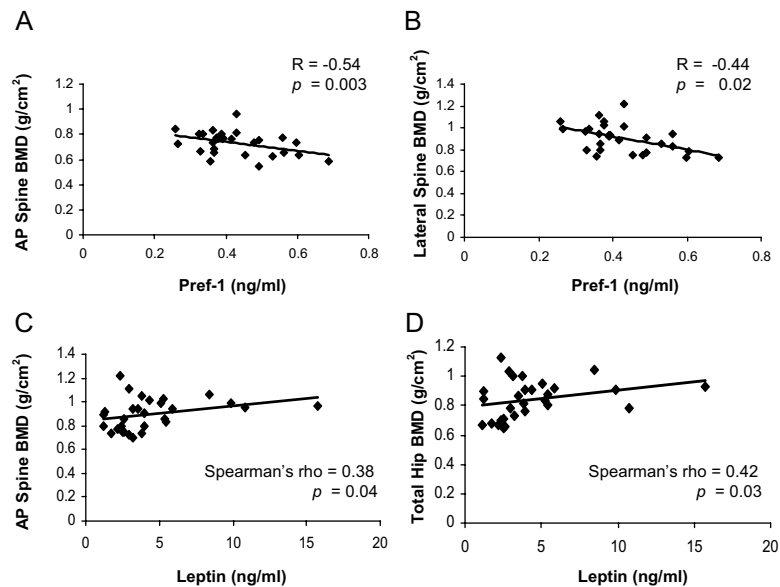 A
R = -0.54
p = 0.003
AP Spine BMD (g/cm²)
1.2
1
0.8
0.6
0.4
0.2
0
0
0.2
0.4
0.6
0.8
Pref-1 (ng/ml)
B
R = -0.44
p = 0.02
Lateral Spine BMD (g/cm²)
1.4
1.2
1
0.8
0.6
0.4
0.2
0
0
0.2
0.4
0.6
0.8
Pref-1 (ng/ml)
C
AP Spine BMD (g/cm²)
1.4
1.2
1
0.8
0.6
0.4
0.2
0
Spearman's rho = 0.38
p = 0.04
0
5
10
15
20
Leptin (ng/ml)
D
Total Hip BMD (g/cm²)
1.2
1
0.8
0.6
0.4
0.2
0
Spearman's rho = 0.42
p = 0.03
0
5
10
15
20
Leptin (ng/ml)